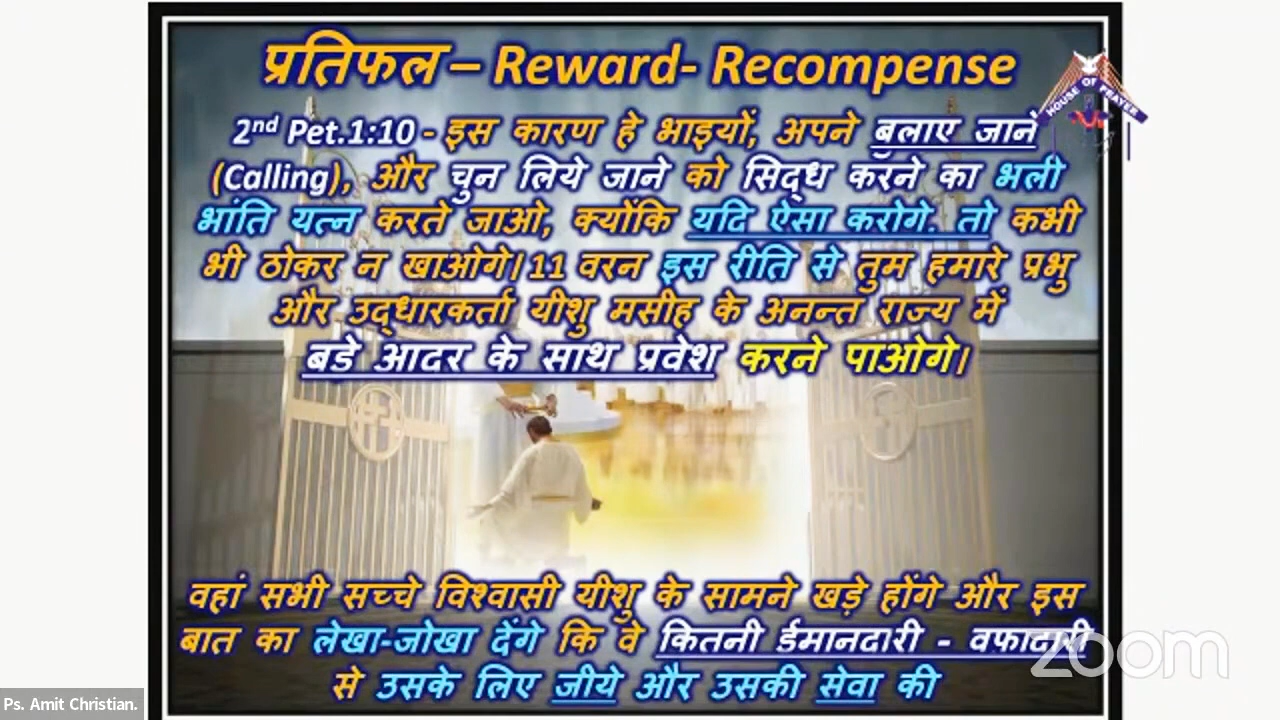 प्रतिफल – Reward- Recompense
HOUSE OF PRAYER
2nd Pet.1:10 - इस कारण हे भाइयों, अपने बुलाए जाने
(Calling), और चुन लिये जाने को सिद्ध करने का भली
भांति यत्न करते जाओ, क्योंकि यदि ऐसा करोगे. तो कभी
भी ठोकर न खाओगे। 11 वरन इस रीति से तुम हमारे प्रभु
और उद्धारकर्ता यीशु मसीह के अनन्त राज्य में
बडे आदर के साथ प्रवेश करने पाओगे।
वहां सभी सच्चे विश्वासी यीशु के सामने खड़े होंगे और इस
बात का लेखा-जोखा देंगे कि वे कितनी ईमानदारी - वफादारी
से उसके लिए जीये और उसकी सेवा की
zoom
Ps. Amit Christian.